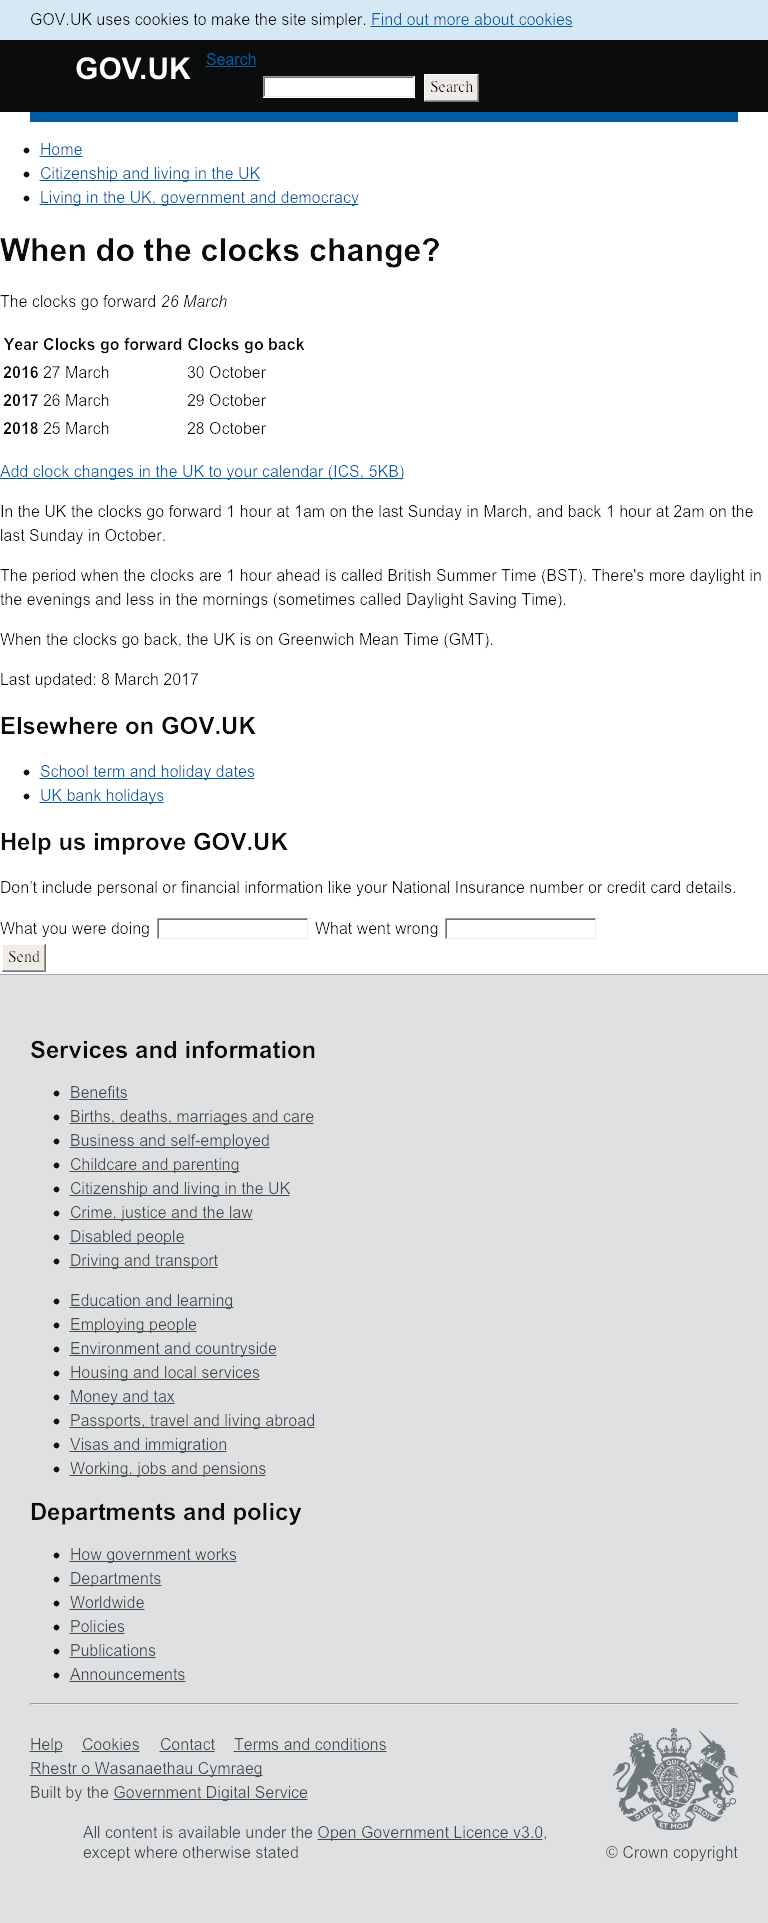 GOV.UK uses cookies to make the site simpler. Find out more about cookies
GOV.UK
Search
Search
Home
Citizenship and living in the UK
Living in the UK, government and democracy
When do the clocks change?
The clocks go forward 26 March
Year Clocks go forward Clocks go back
2016 27 March 30 October
2017 26 March 29 October
2018 25 March 28 October
Add clock changes in the UK to your calendar (ICS, 5KB)
In the UK the clocks go forward 1 hour at 1am on the last Sunday in March, and back 1 hour at 2am on the
last Sunday in October.
The period when the clocks are 1 hour ahead is called British Summer Time (BST). There's more daylight in
the evenings and less in the mornings (sometimes called Daylight Saving Time).
When the clocks go back, the UK is on Greenwich Mean Time (GMT).
Last updated: 8 March 2017
Elsewhere on GOV.UK
School term and holiday dates
UK bank holidays
Help us improve GOV.UK
Don't include personal or financial information like your National Insurance number or credit card details.
What you were doing What went wrong
Send
Services and information
Benefits
Births, deaths, marriages and care
Business and self-employed
Childcare and parenting
Citizenship and living in the UK
Crime, justice and the law
Disabled people
Driving and transport
Education and learning
Employing people
Environment and countryside
Housing and local services
Money and tax
Passports, travel and living abroad
Visas and immigration
Working, jobs and pensions
Departments and policy
How government works
Departments
Worldwide
Policies
Publications
Announcements
Help Cookies Contact Terms and conditions
Rhestr o Wasanaethau Cymraeg
Built by the Government Digital Service
All content is available under the Open Government Licence v3.0,
except where otherwise stated
DIEU ET MON DROIT
© Crown copyright